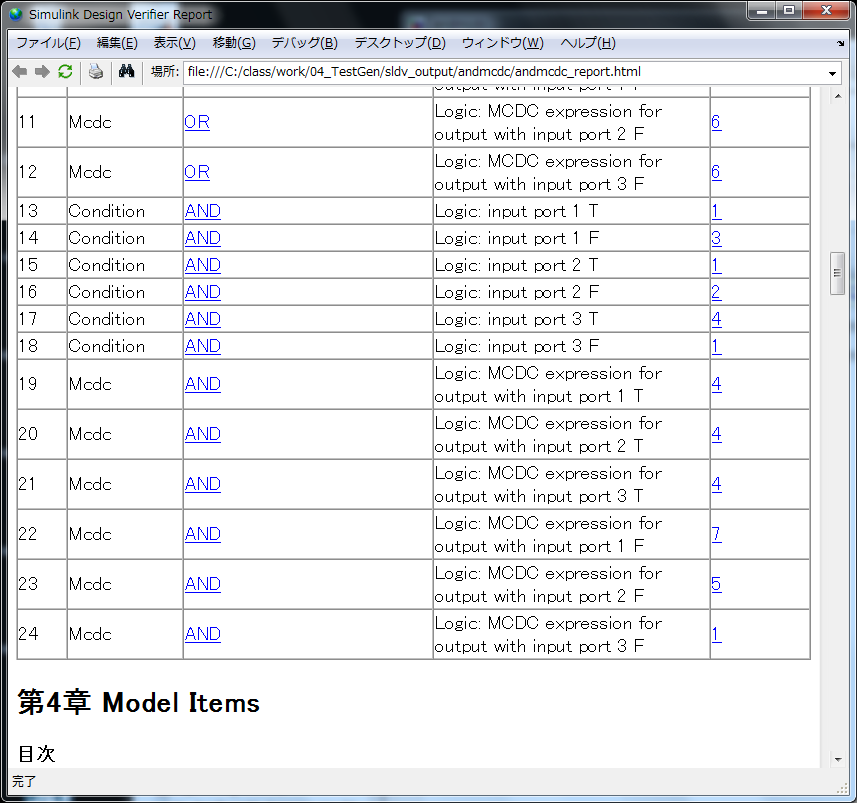 Simulink Design Verifier Report
ファイル(F) 編集(E) 表示(V) 移動(G) デバッグ(B) デスクトップ(D) ウィンドウ(W) ヘルプ(H)
場所: file:///C:/class/work/04_TestGen/sldv_output/andmcdc/andmcdc_report.html
11 Mcdc OR Logic: MCDC expression for 6
output with input port 2 F
12 Mcdc OR Logic: MCDC expression for 6
output with input port 3 F
13 Condition AND Logic: input port 1 T 1
14 Condition AND Logic: input port 1 F 3
15 Condition AND Logic: input port 2 T 1
16 Condition AND Logic: input port 2 F 2
17 Condition AND Logic: input port 3 T 4
18 Condition AND Logic: input port 3 F 1
19 Mcdc AND Logic: MCDC expression for 4
output with input port 1 T
20 Mcdc AND Logic: MCDC expression for 4
output with input port 2 T
21 Mcdc AND Logic: MCDC expression for 4
output with input port 3 T
22 Mcdc AND Logic: MCDC expression for 7
output with input port 1 F
23 Mcdc AND Logic: MCDC expression for 5
output with input port 2 F
24 Mcdc AND Logic: MCDC expression for 1
output with input port 3 F
第4章 Model Items
目次
完了